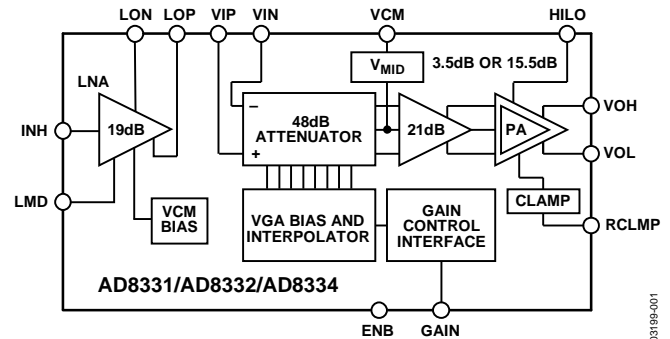 LON LOP VIP VIN VCM HILO
VMID
3.5dB OR 15.5dB
LNA
INH
19dB
–
+
48dB
ATTENUATOR
21dB
PA
VOH
VOL
LMD
VCM
BIAS
VGA BIAS AND
INTERPOLATOR
GAIN
CONTROL
INTERFACE
CLAMP
RCLMP
AD8331/AD8332/AD8334
ENB GAIN
03199-001